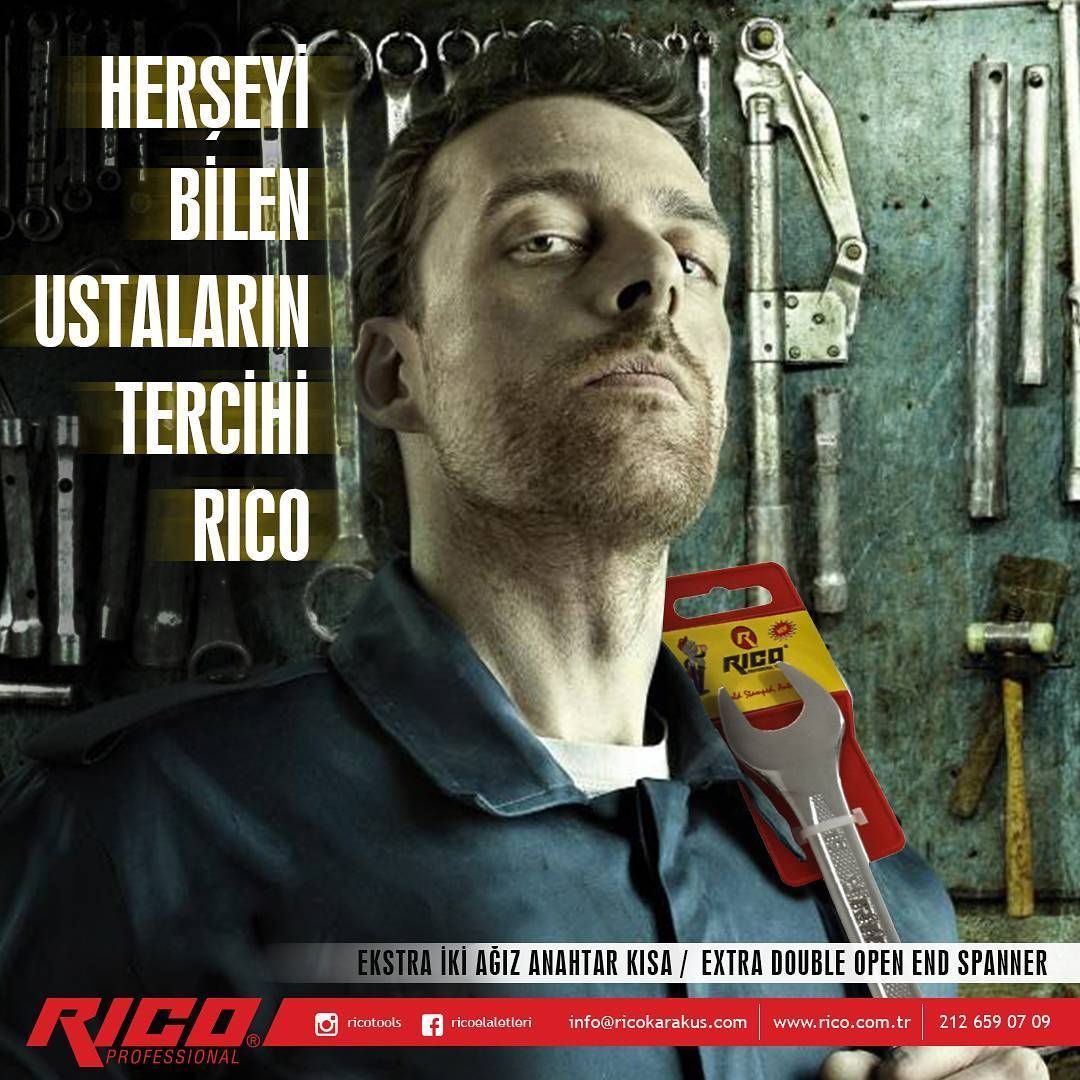 HERŞEYİ
BİLEN
USTALARIN
TERCİHİ
RICO
R
RICO
EKSTRA İKİ AĞIZ ANAHTAR KISA / EXTRA DOUBLE OPEN END SPANNER
RICO®
PROFESSIONAL
ricotools
ricoelaletleri
info@ricokarakus.com
www.rico.com.tr
212 659 07 09